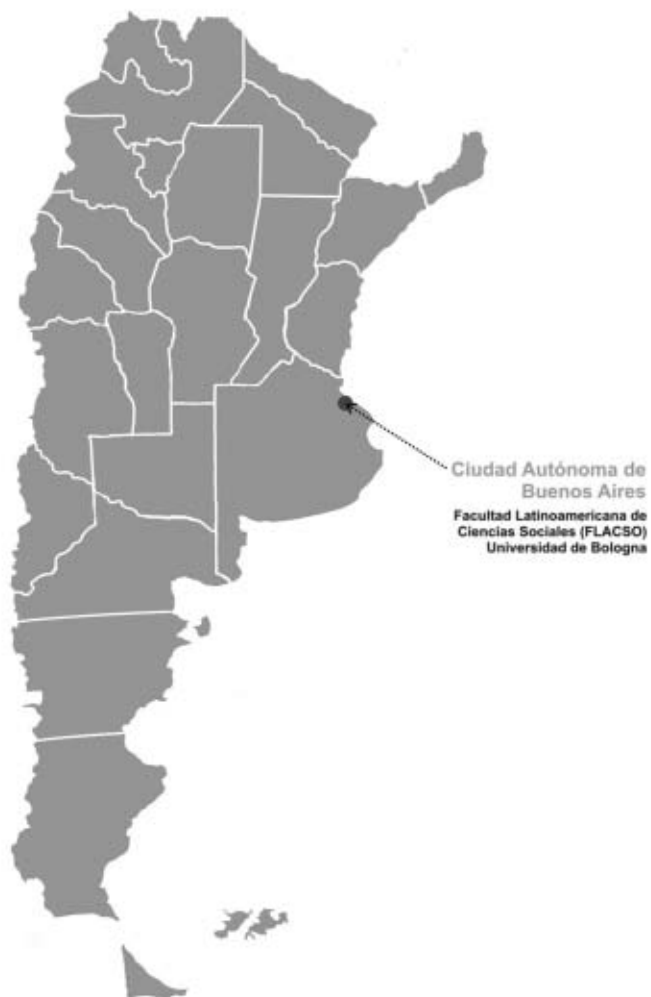 Ciudad Autónoma de
Buenos Aires
Facultad Latinoamericana de
Ciencias Sociales (FLACSO)
Universidad de Bologna